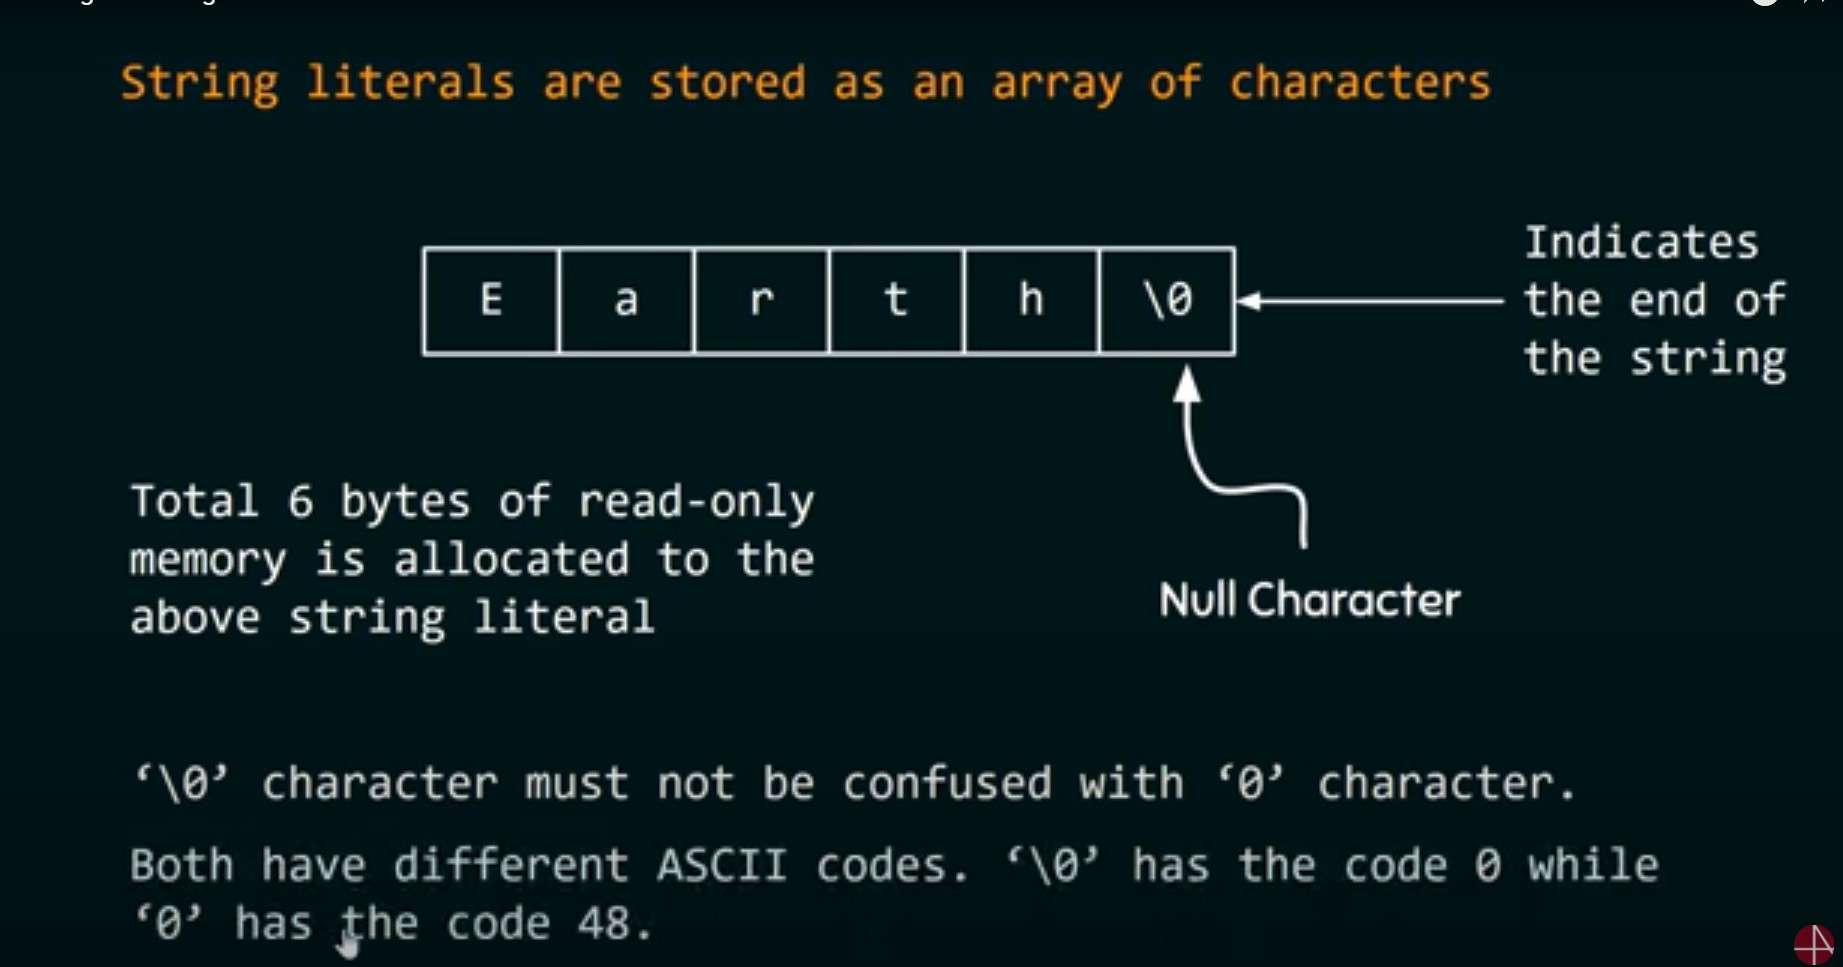 String literals are stored as an array of characters
E a r t h \0
Indicates
the end of
the string
Total 6 bytes of read-only
memory is allocated to the
above string literal
Null Character
‘\0’ character must not be confused with ‘0’ character.
Both have different ASCII codes. ‘\0’ has the code 0 while
‘0’ has the code 48.